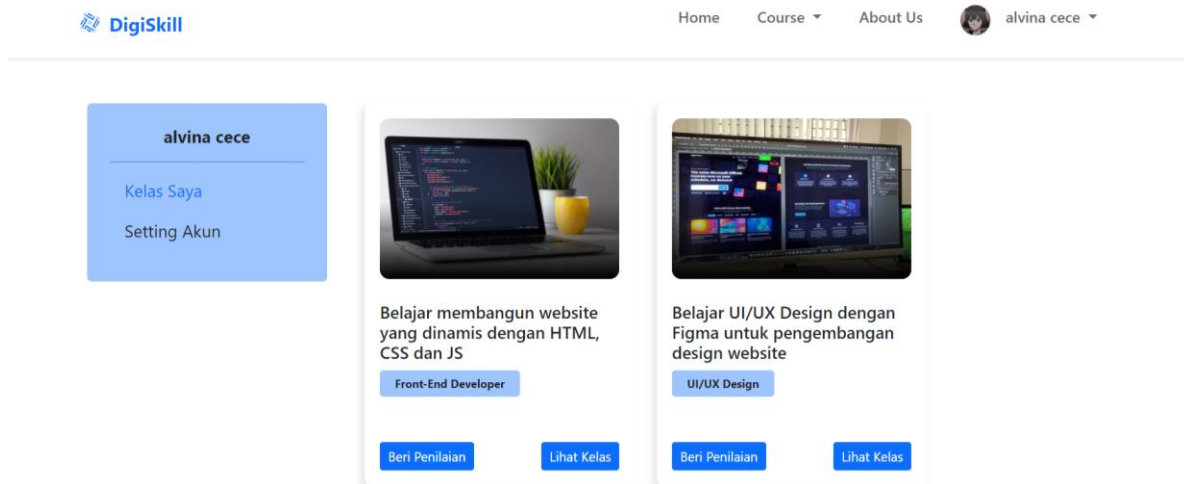 DigiSkill
Home
Course
About Us
alvina cece
alvina cece
Kelas Saya
Setting Akun
Belajar membangun website
yang dinamis dengan HTML,
CSS dan JS
Front-End Developer
Beri Penilaian
Lihat Kelas
Belajar UI/UX Design dengan
Figma untuk pengembangan
design website
UI/UX Design
Beri Penilaian
Lihat Kelas